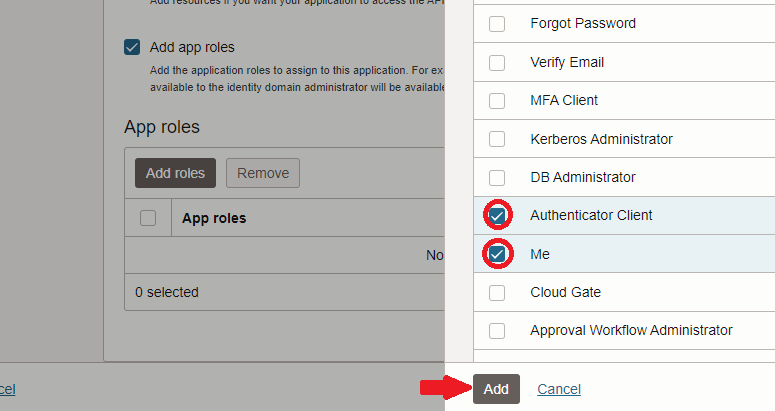 Add resources if you want your application to access the API
Add app roles
Add the application roles to assign to this application. For ex
available to the identity domain administrator will be available
App roles
Add roles
Remove
App roles
No
0 selected
cel
Forgot Password
Verify Email
MFA Client
Kerberos Administrator
DB Administrator
Authenticator Client
Me
Cloud Gate
Approval Workflow Administrator
Add
Cancel